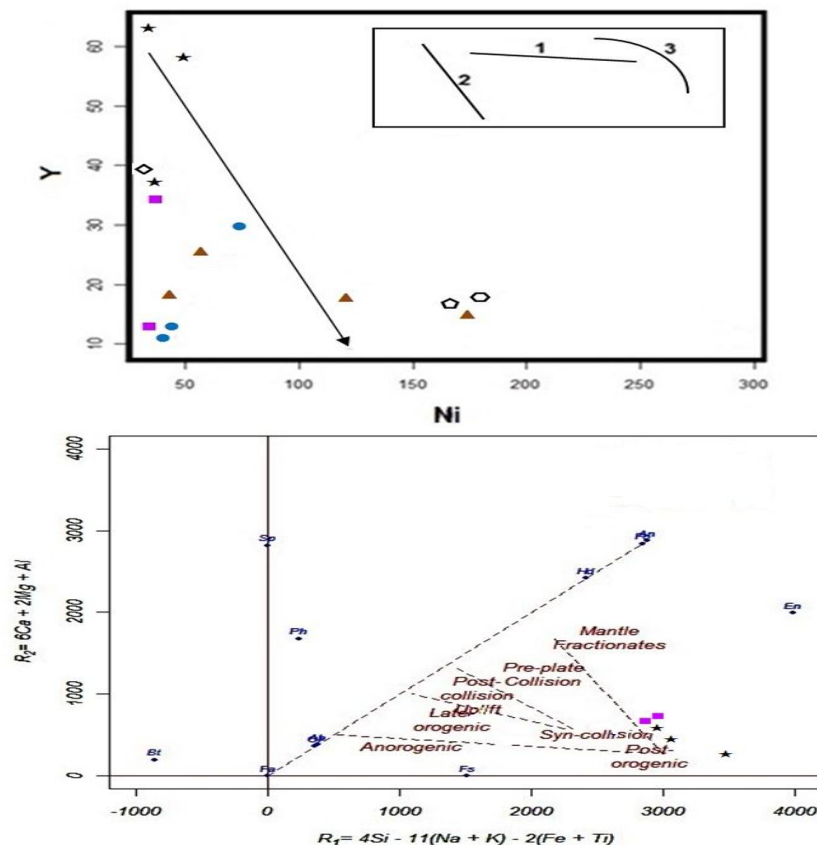 60
50
40
30
20
10
Y
1
2
3
50
100
150
200
250
300
Ni
4000
3000
2000
1000
0
R2= 6Ca + 2Mg + Al
Sp
An
Hd
En
Ph
Bt
Fa
Fs
Mantle
Fractionates
Pre-plate
Post-Collision
collision
Uplift
Later
orogenic
Syn-collision
Anorogenic
Post-
orogenic
-1000
0
1000
2000
3000
4000
R1= 4Si - 11(Na + K) - 2(Fe + Ti)